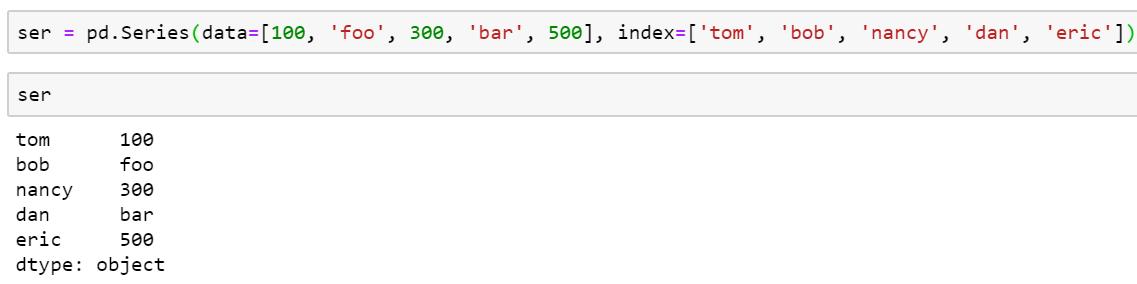 ser = pd.Series(data=[100, 'foo', 300, 'bar', 500], index=['tom', 'bob', 'nancy', 'dan', 'eric'])
ser
tom      100
bob      foo
nancy    300
dan      bar
eric     500
dtype: object